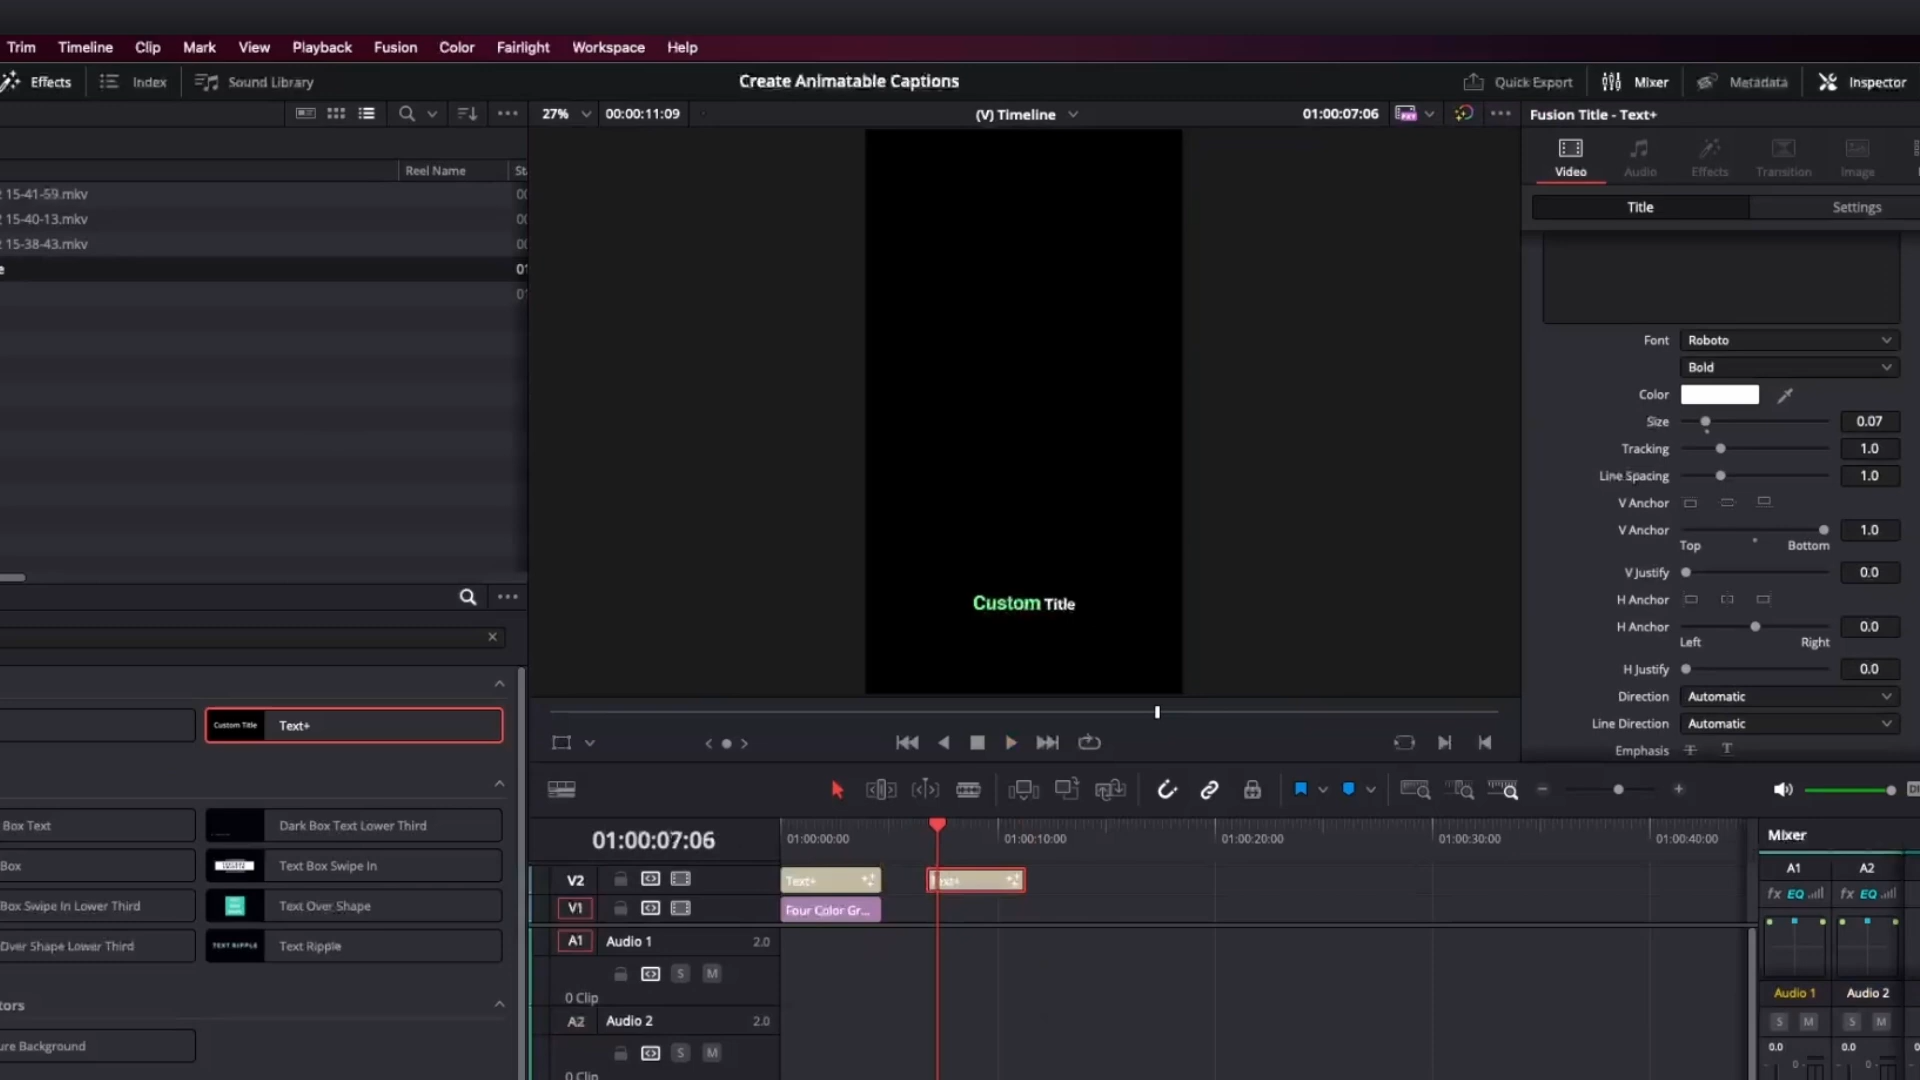 Trim Timeline Clip Mark View Playback Fusion Color Fairlight Workspace Help
Effects Index Sound Library Create Animatable Captions Quick Export Mixer Metadata Inspector
27% 00:00:11:09 (V) Timeline 01:00:07:06 Fusion Title - Text+
Reel Name
Video Audio Effects Transition Image
15-41-59.mkv
Title Settings
15-40-13.mkv
15-38-43.mkv
Font Roboto
Bold
Color
Size 0.07
Tracking 1.0
Line Spacing 1.0
V Anchor
V Anchor 1.0
Top Bottom
V Justify 0.0
H Anchor
Custom Title
H Anchor 0.0
Left Right
H Justify 0.0
Direction Automatic
Line Direction Automatic
Emphasis
Custom Title Text+
Box Text Dark Box Text Lower Third
Box Text Box Swipe In
Box Swipe In Lower Third Text Over Shape
Over Shape Lower Third TEXT RIPPLE Text Ripple
Background
01:00:07:06 01:00:00:00 01:00:10:00 01:00:20:00 01:00:30:00 01:00:40:00
V2 Text+
V1 Four Color Gr...
A1 Audio 1 2.0
S M
0 Clip
A2 Audio 2 2.0
S M
0 Clip
Mixer
A1 A2
fx EQ fx EQ
Audio 1 Audio 2
S M S M
0.0 0.0
0 0